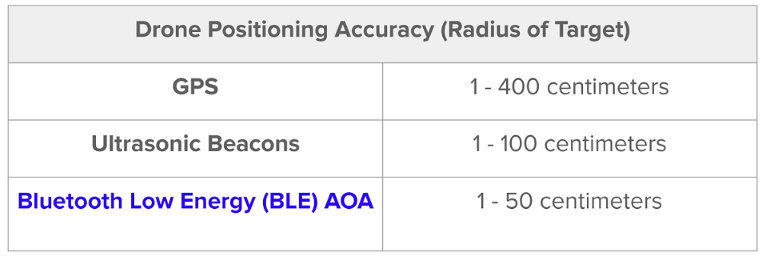 Drone Positioning Accuracy (Radius of Target)
GPS 1 - 400 centimeters
Ultrasonic Beacons 1 - 100 centimeters
Bluetooth Low Energy (BLE) AOA 1 - 50 centimeters